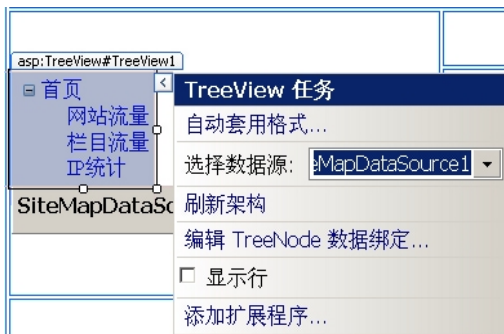 asp:TreeView#TreeView1
首页
网站流量
栏目流量
IP统计
SiteMapDataSo
TreeView 任务
自动套用格式...
选择数据源: eMapDataSource1
刷新架构
编辑 TreeNode 数据绑定...
显示行
添加扩展程序...